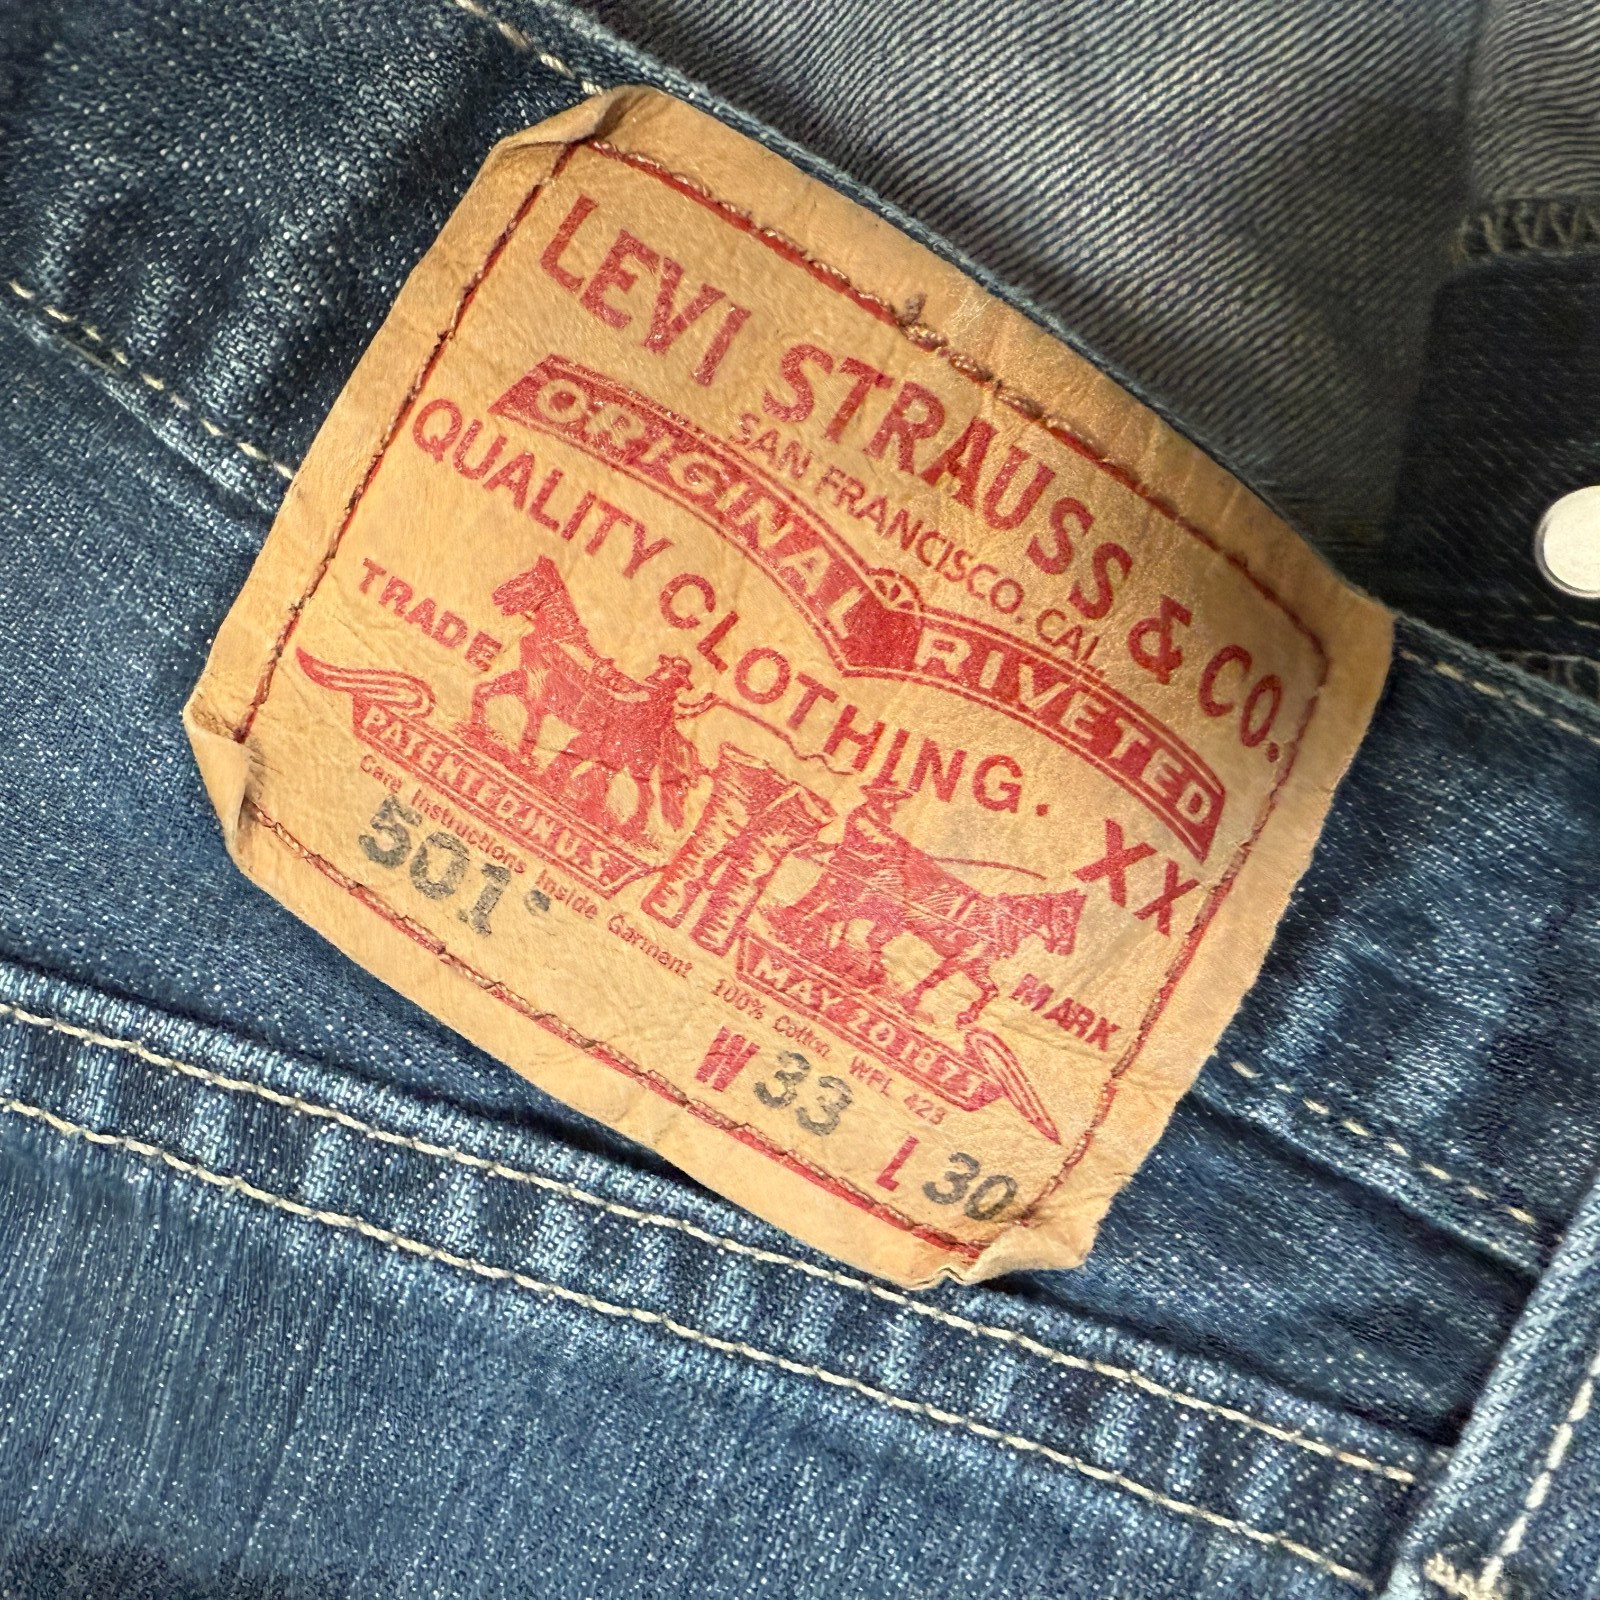 LEVI STRAUSS & CO.
SAN FRANCISCO. CAL.
ORIGINAL RIVETED
QUALITY CLOTHING.
XX
TRADE MARK
PATENTED IN U.S. MAY 20 1873
Care Instructions Inside Garment 100% Cotton WPL 423
501®
W 33 L 30